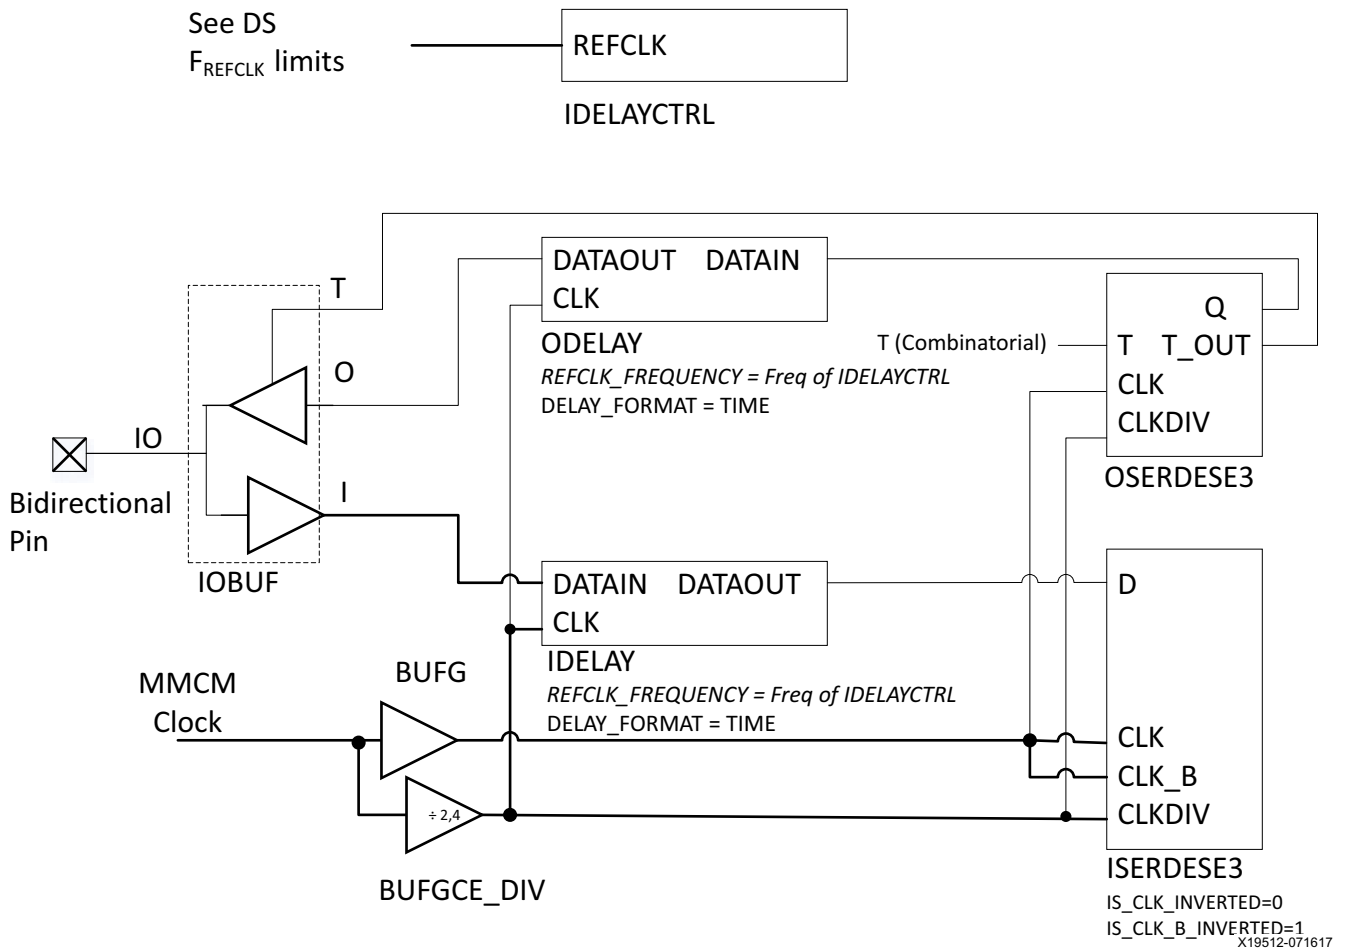 See DS
FREFCLK limits
REFCLK
IDELAYCTRL
DATAOUT DATAIN
CLK
ODELAY
REFCLK_FREQUENCY = Freq of IDELAYCTRL
DELAY_FORMAT = TIME
T
O
IO
I
Bidirectional
Pin
IOBUF
T (Combinatorial)
Q
T T_OUT
CLK
CLKDIV
OSERDESE3
DATAIN DATAOUT
CLK
IDELAY
REFCLK_FREQUENCY = Freq of IDELAYCTRL
DELAY_FORMAT = TIME
MMCM
Clock
BUFG
÷ 2,4
BUFGCE_DIV
D
CLK
CLK_B
CLKDIV
ISERDESE3
IS_CLK_INVERTED=0
IS_CLK_B_INVERTED=1
X19512-071617